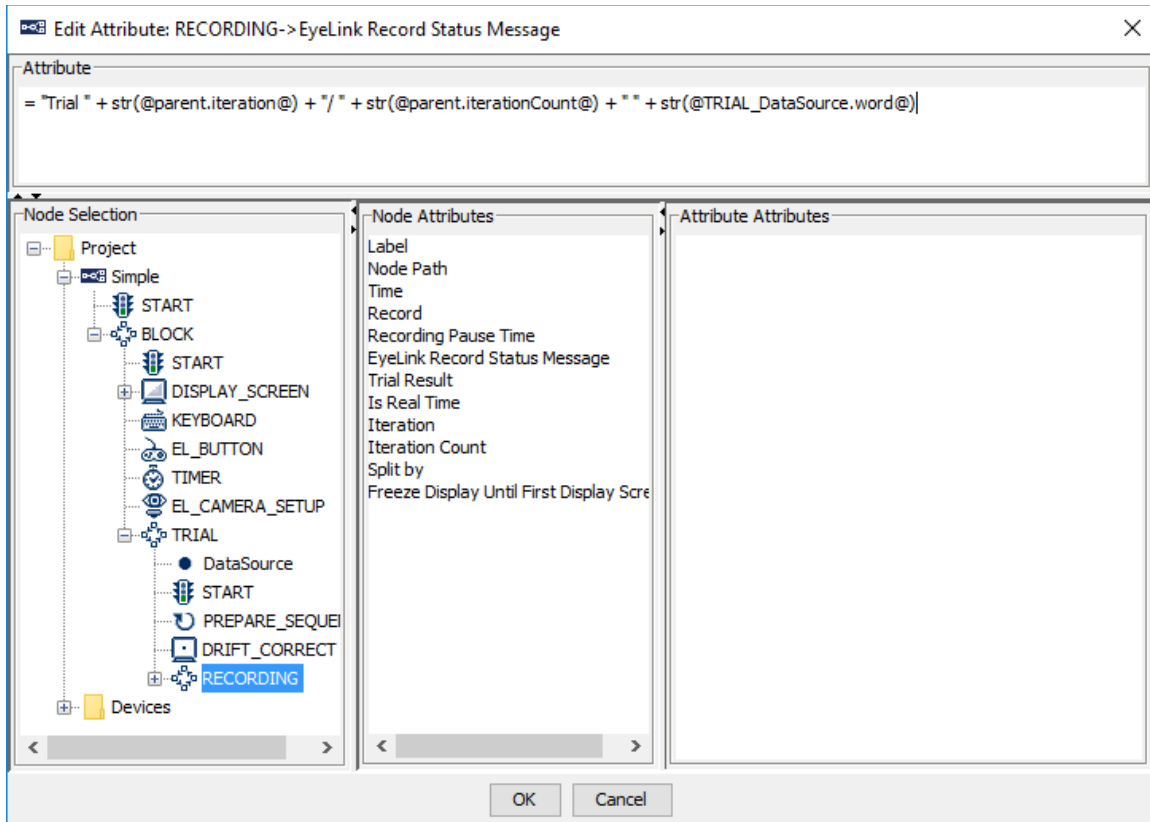 Edit Attribute: RECORDING->EyeLink Record Status Message
Attribute
= "Trial " + str(@parent.iteration@) + "/ " + str(@parent.iterationCount@) + " " + str(@TRIAL_DataSource.word@)
Node Selection
Project
Simple
START
BLOCK
START
DISPLAY_SCREEN
KEYBOARD
EL_BUTTON
TIMER
EL_CAMERA_SETUP
TRIAL
DataSource
START
PREPARE_SEQUE
DRIFT_CORRECT
RECORDING
Devices
Node Attributes
Label
Node Path
Time
Record
Recording Pause Time
EyeLink Record Status Message
Trial Result
Is Real Time
Iteration
Iteration Count
Split by
Freeze Display Until First Display Scre
Attribute Attributes
OK Cancel